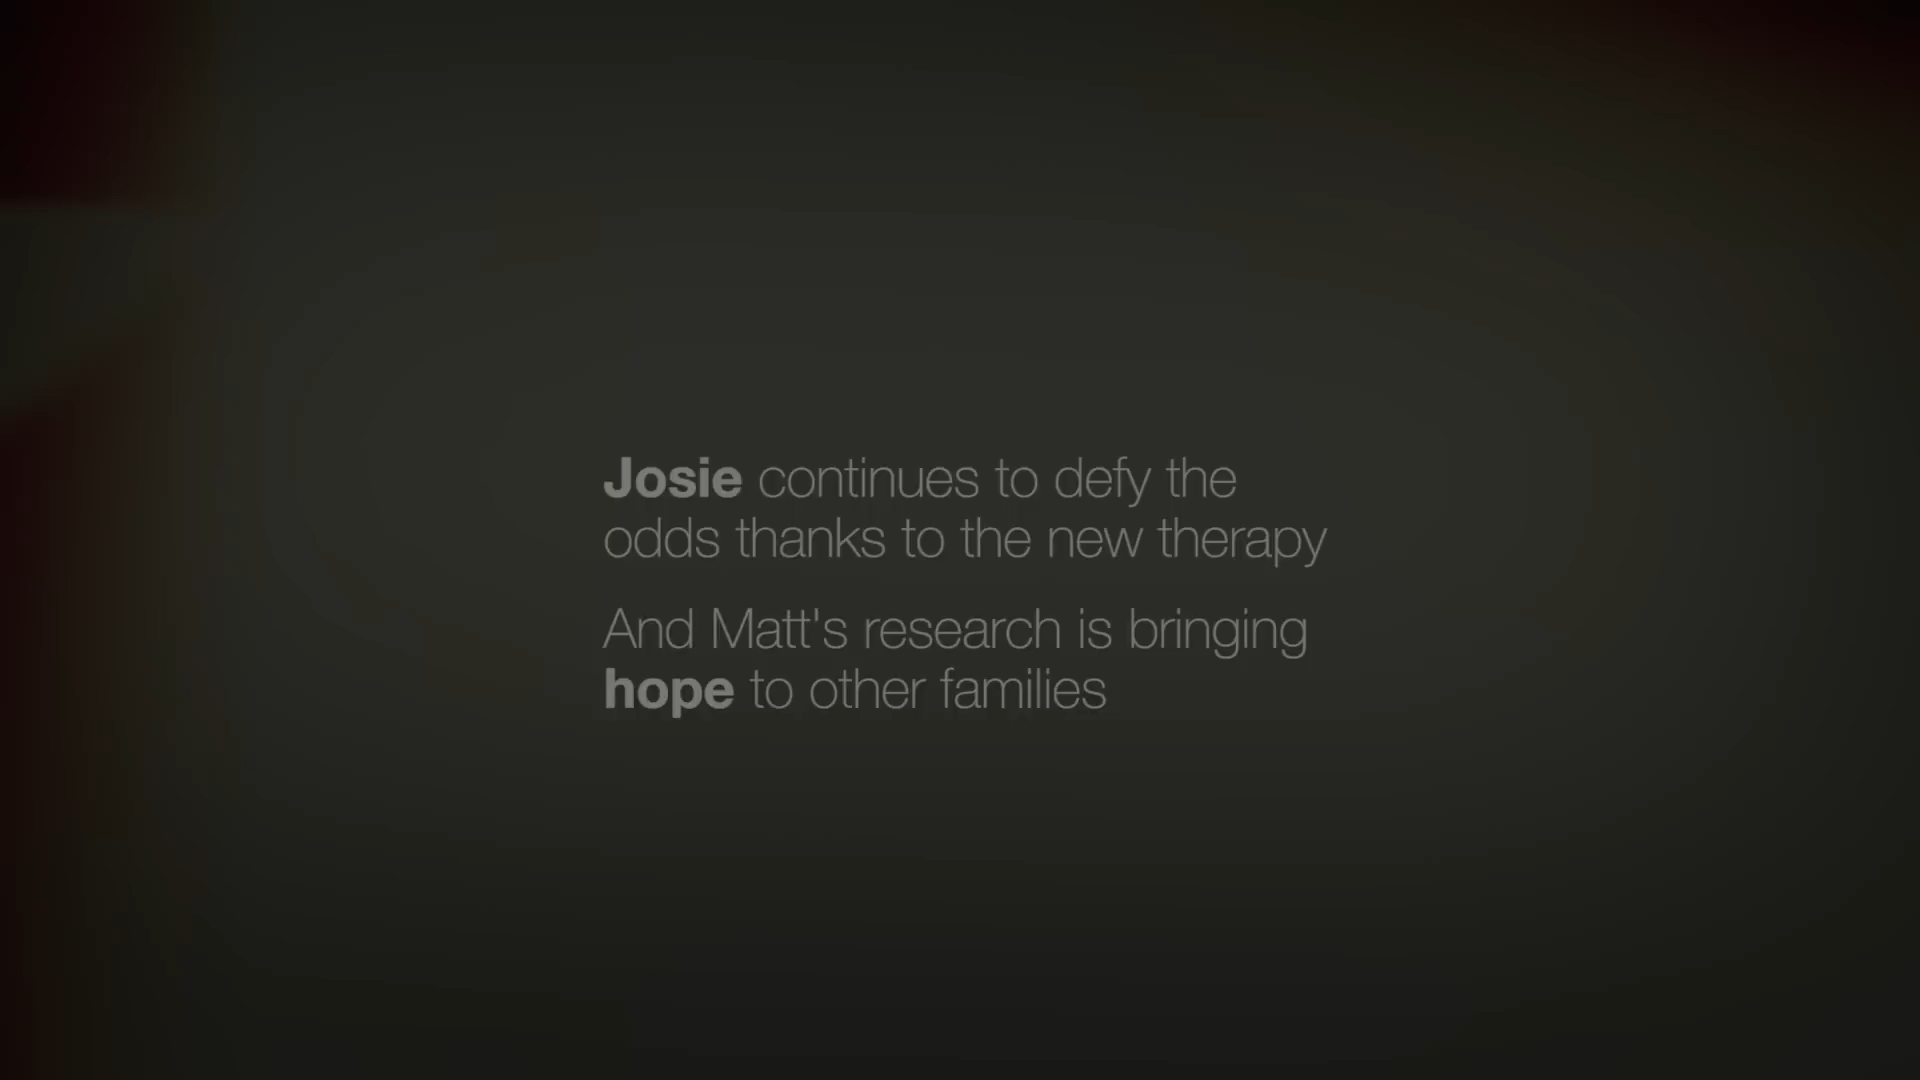 Josie continues to defy the
odds thanks to the new therapy
And Matt's research is bringing
hope to other families